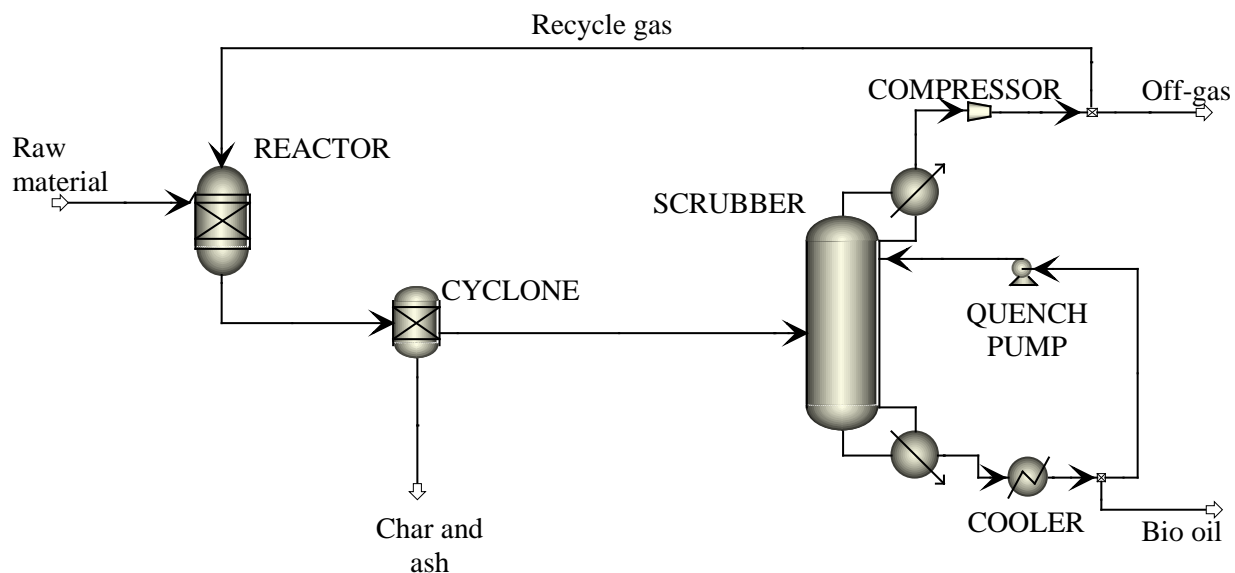 Recycle gas
COMPRESSOR
Off-gas
Raw
material
REACTOR
SCRUBBER
CYCLONE
QUENCH
PUMP
Char and
ash
COOLER
Bio oil